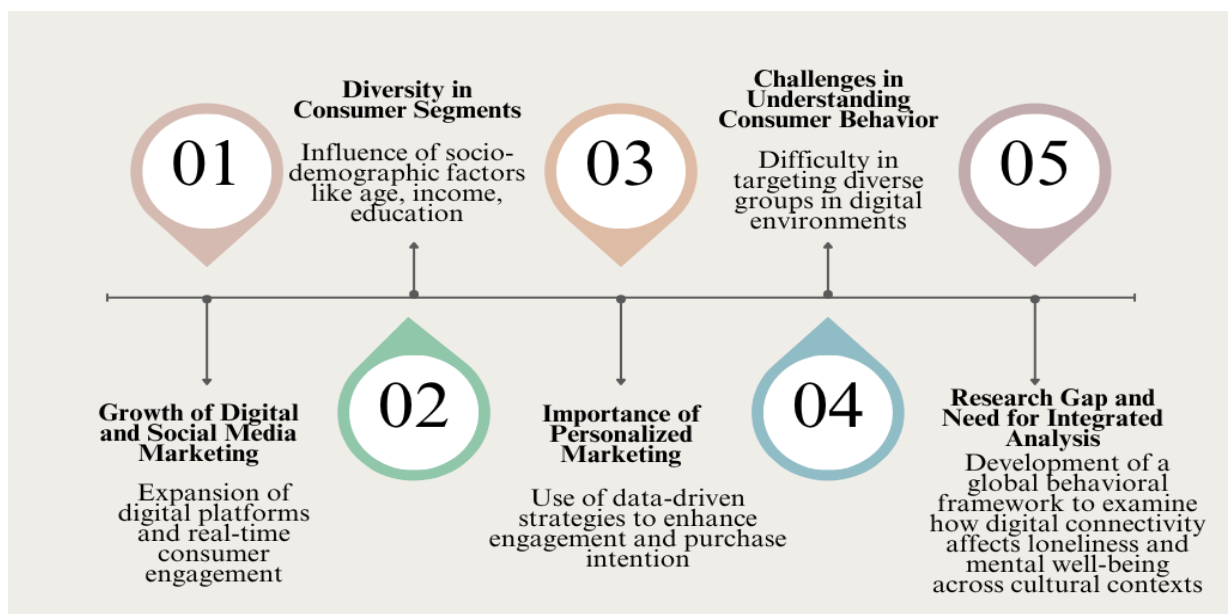 01
Growth of Digital
and Social Media
Marketing
Expansion of
digital platforms
and real-time
consumer
engagement
Diversity in
Consumer Segments
Influence of socio-
demographic factors
like age, income,
education
02
03
Importance of
Personalized
Marketing
Use of data-driven
strategies to enhance
engagement and purchase
intention
Challenges in
Understanding
Consumer Behavior
Difficulty in
targeting diverse
groups in digital
environments
04
05
Research Gap and
Need for Integrated
Analysis
Development of a
global behavioral
framework to examine
how digital connectivity
affects loneliness and
mental well-being
across cultural contexts